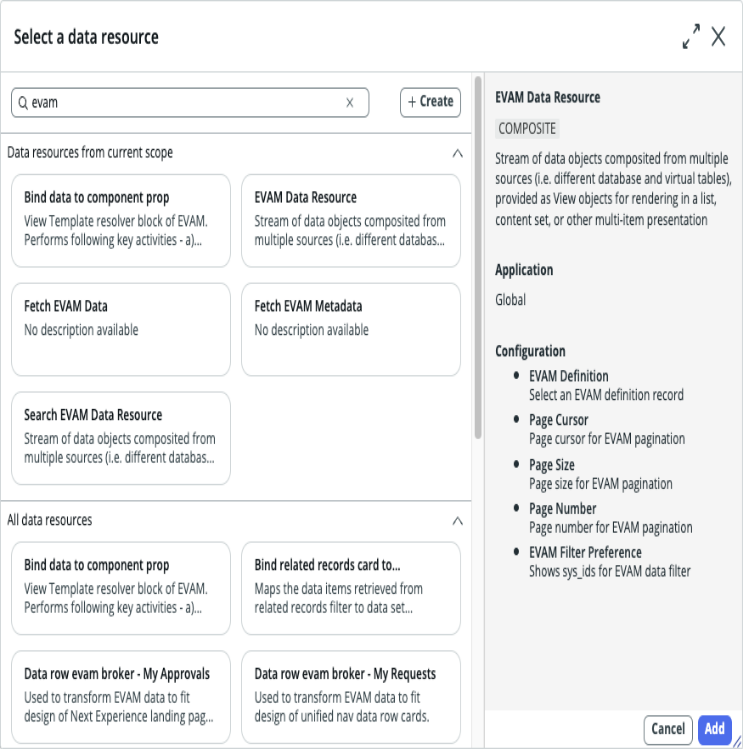 Select a data resource
evam
+ Create
Data resources from current scope
Bind data to component prop
View Template resolver block of EVAM.
Performs following key activities - a)...
EVAM Data Resource
Stream of data objects composited from
multiple sources (i.e. different databas...
Fetch EVAM Data
No description available
Fetch EVAM Metadata
No description available
Search EVAM Data Resource
Stream of data objects composited from
multiple sources (i.e. different databas...
All data resources
Bind data to component prop
View Template resolver block of EVAM.
Performs following key activities - a)...
Bind related records card to...
Maps the data items retrieved from
related records filter to data set...
Data row evam broker - My Approvals
Used to transform EVAM data to fit
design of Next Experience landing pag...
Data row evam broker - My Requests
Used to transform EVAM data to fit
design of unified nav data row cards.
EVAM Data Resource
COMPOSITE
Stream of data objects composited from multiple
sources (i.e. different database and virtual tables),
provided as View objects for rendering in a list,
content set, or other multi-item presentation
Application
Global
Configuration
• EVAM Definition
Select an EVAM definition record
• Page Cursor
Page cursor for EVAM pagination
• Page Size
Page size for EVAM pagination
• Page Number
Page number for EVAM pagination
• EVAM Filter Preference
Shows sys_ids for EVAM data filter
Cancel
Add